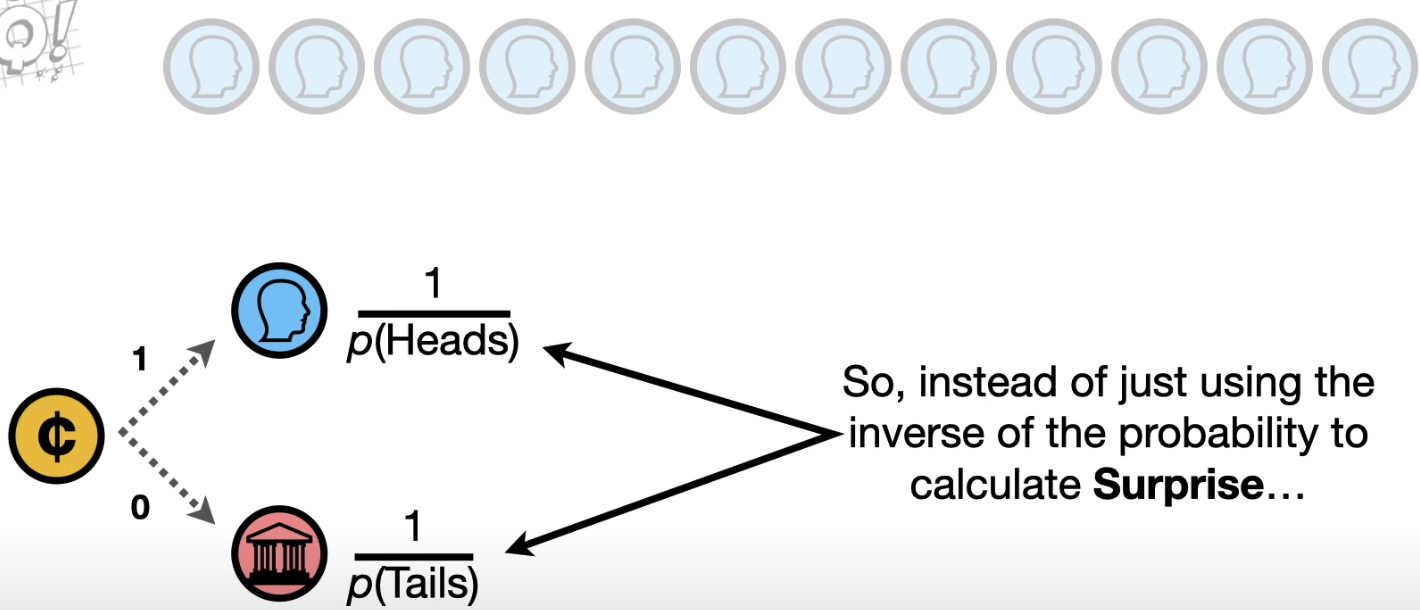 Q!
1
p(Heads)
1
¢
0
1
p(Tails)
So, instead of just using the
inverse of the probability to
calculate Surprise…